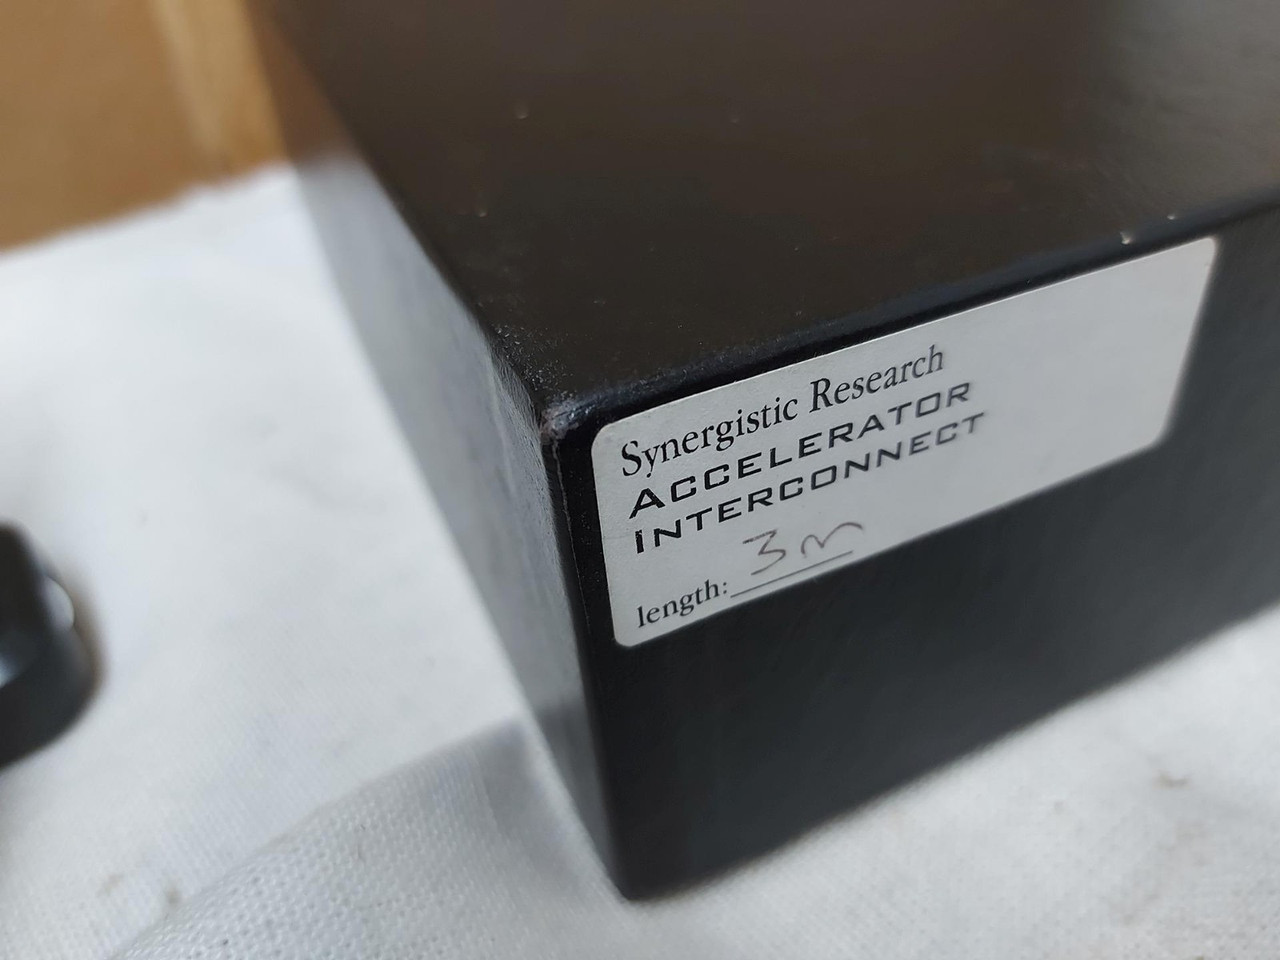 Synergistic Research
ACCELERATOR
INTERCONNECT
length: 3m